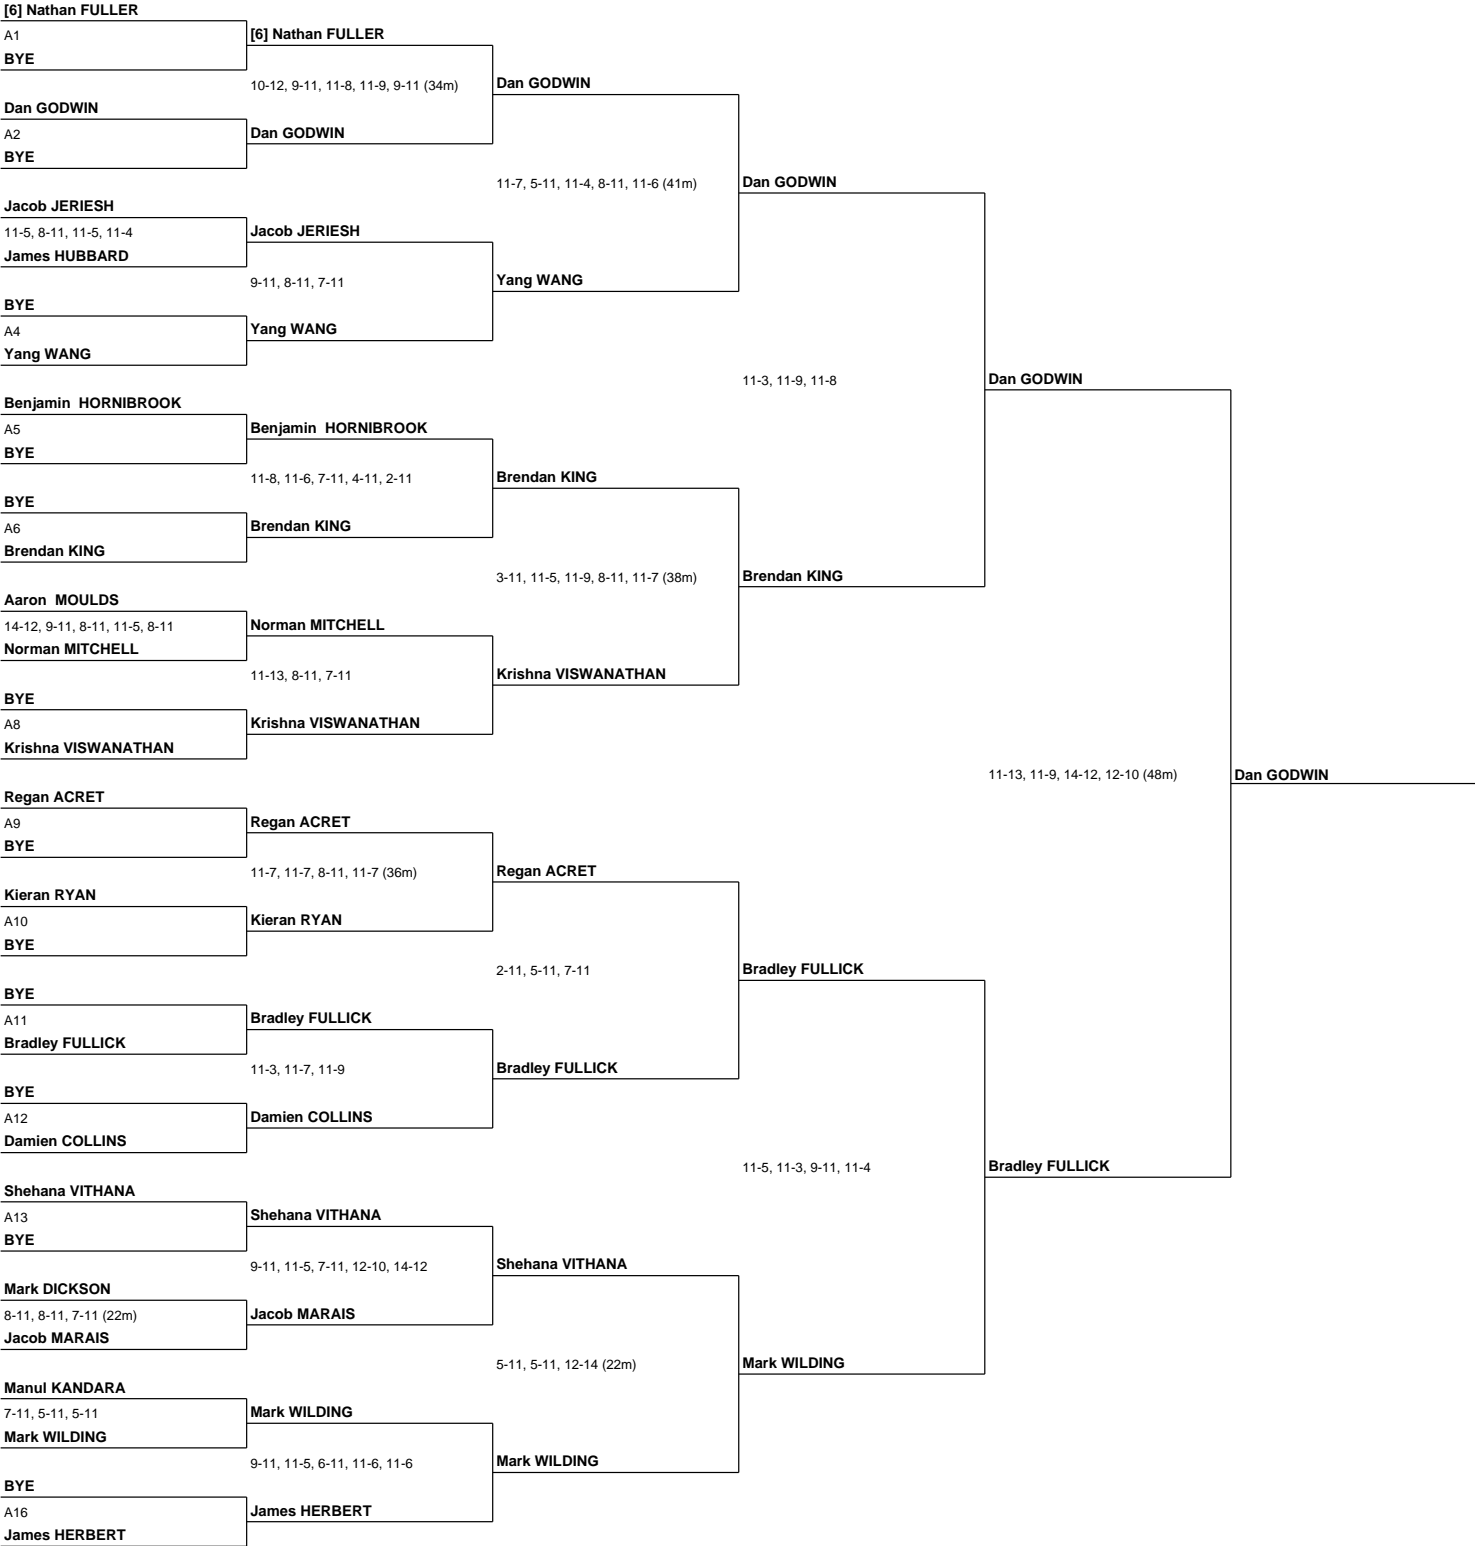 [6] Nathan FULLER
A1
BYE
Dan GODWIN
A2
BYE
Jacob JERIESH
11-5, 8-11, 11-5, 11-4
James HUBBARD
BYE
A4
Yang WANG
Benjamin  HORNIBROOK
A5
BYE
BYE
A6
Brendan KING
Aaron  MOULDS
14-12, 9-11, 8-11, 11-5, 8-11
Norman MITCHELL
BYE
A8
Krishna VISWANATHAN
Regan ACRET
A9
BYE
Kieran RYAN
A10
BYE
BYE
A11
Bradley FULLICK
BYE
A12
Damien COLLINS
Shehana VITHANA
A13
BYE
Mark DICKSON
8-11, 8-11, 7-11 (22m)
Jacob MARAIS
Manul KANDARA
7-11, 5-11, 5-11
Mark WILDING
BYE
A16
James HERBERT
[6] Nathan FULLER
10-12, 9-11, 11-8, 11-9, 9-11 (34m)
Dan GODWIN
Jacob JERIESH
9-11, 8-11, 7-11
Yang WANG
Benjamin  HORNIBROOK
11-8, 11-6, 7-11, 4-11, 2-11
Brendan KING
Norman MITCHELL
11-13, 8-11, 7-11
Krishna VISWANATHAN
Regan ACRET
11-7, 11-7, 8-11, 11-7 (36m)
Kieran RYAN
Bradley FULLICK
11-3, 11-7, 11-9
Damien COLLINS
Shehana VITHANA
9-11, 11-5, 7-11, 12-10, 14-12
Jacob MARAIS
Mark WILDING
9-11, 11-5, 6-11, 11-6, 11-6
James HERBERT
Dan GODWIN
11-7, 5-11, 11-4, 8-11, 11-6 (41m)
Yang WANG
Brendan KING
3-11, 11-5, 11-9, 8-11, 11-7 (38m)
Krishna VISWANATHAN
Regan ACRET
2-11, 5-11, 7-11
Bradley FULLICK
Shehana VITHANA
5-11, 5-11, 12-14 (22m)
Mark WILDING
Dan GODWIN
11-3, 11-9, 11-8
Brendan KING
Bradley FULLICK
11-5, 11-3, 9-11, 11-4
Mark WILDING
Dan GODWIN
11-13, 11-9, 14-12, 12-10 (48m)
Bradley FULLICK
Dan GODWIN